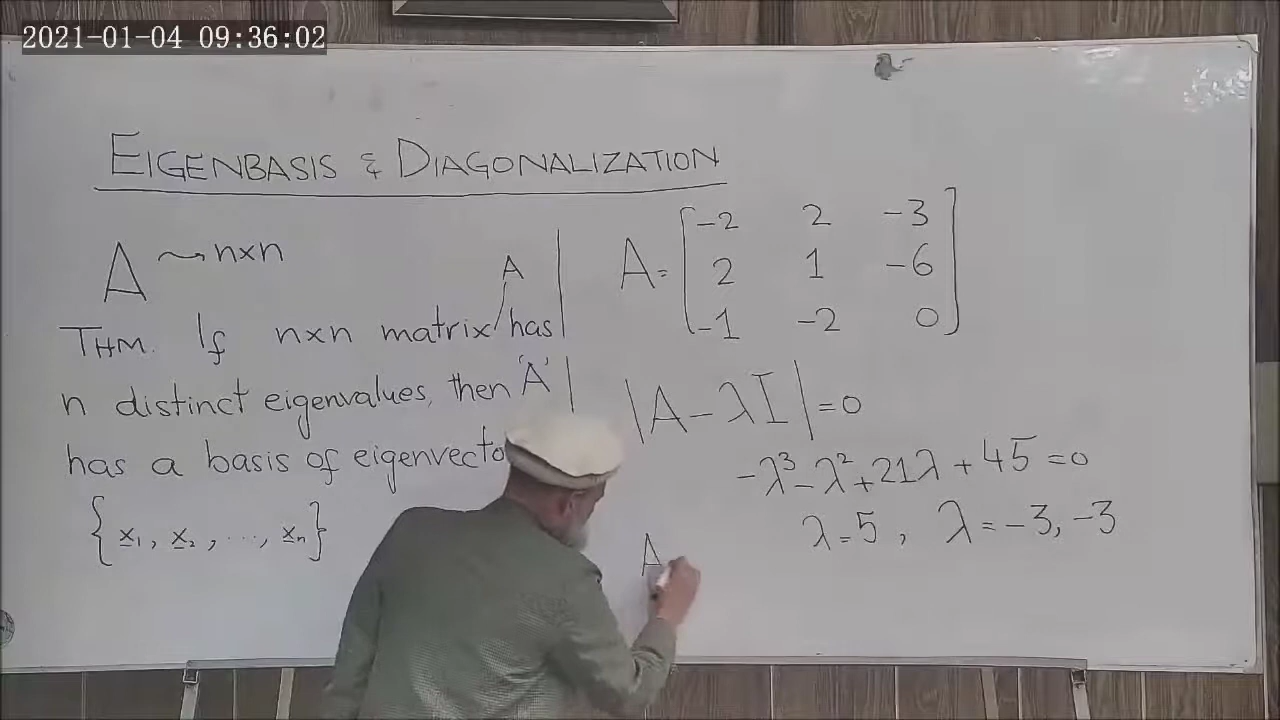 2021-01-04 09:36:02
EIGENBASIS & DIAGONALIZATION
A ⤳ n×n
A
THM. If n×n matrix has
n distinct eigenvalues, then 'A'
has a basis of
{x₁, x₂, ..., xₙ}
A = [-2 2 -3
2 1 -6
-1 -2 0]
|A - λI| = 0
-λ³ - λ² + 21λ + 45 = 0
λ = 5, λ = -3, -3
A